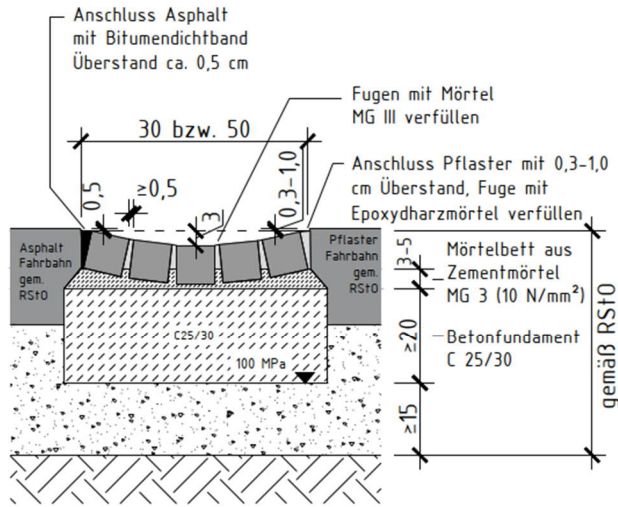 Anschluss Asphalt
mit Bitumendichtband
Überstand ca. 0,5 cm
Fugen mit Mörtel
MG III verfüllen
30 bzw. 50
Anschluss Pflaster mit 0,3-1,0
cm Überstand, Fuge mit
Epoxydharzmörtel verfüllen
0,5
≥0,5
3
0,3-1,0
Asphalt
Fahrbahn
gem.
RStO
Pflaster
Fahrbahn
gem.
RStO
3-5
Mörtelbett aus
Zementmörtel
MG 3 (10 N/mm²)
C25/30
100 MPa
≥20
Betonfundament
C 25/30
≥15
gemäß RStO